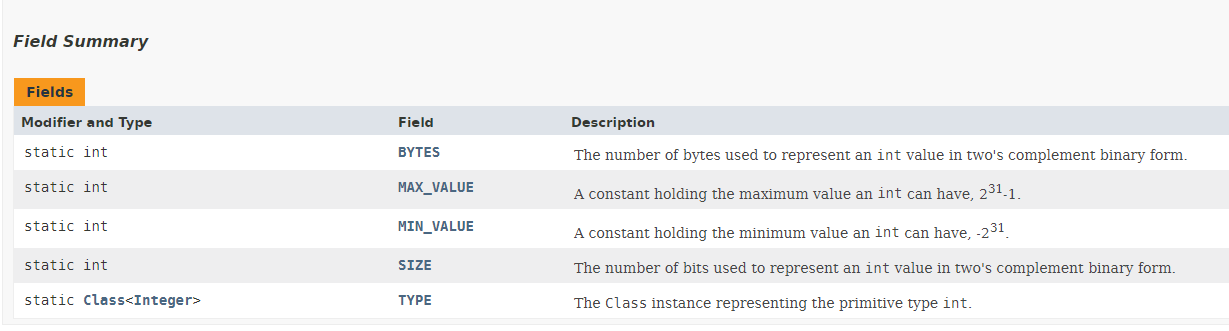 Field Summary
Fields
Modifier and Type Field Description
static int BYTES The number of bytes used to represent an int value in two's complement binary form.
static int MAX_VALUE A constant holding the maximum value an int can have, 2³¹-1.
static int MIN_VALUE A constant holding the minimum value an int can have, -2³¹.
static int SIZE The number of bits used to represent an int value in two's complement binary form.
static Class<Integer> TYPE The Class instance representing the primitive type int.